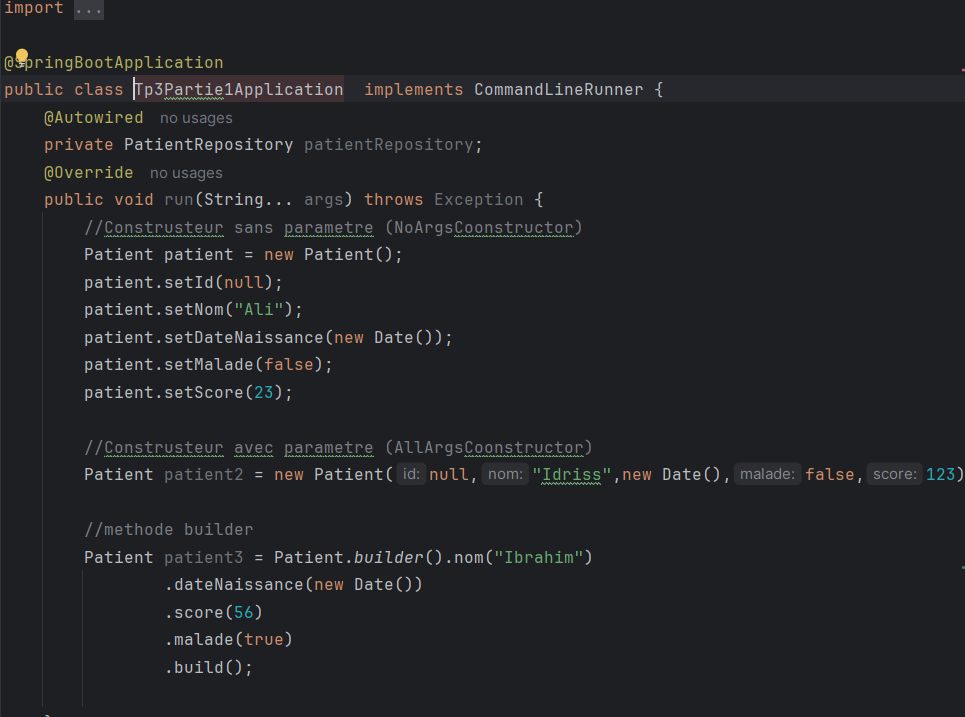 import ...
@SpringBootApplication
public class Tp3Partie1Application  implements CommandLineRunner {
@Autowired  no usages
private PatientRepository patientRepository;
@Override  no usages
public void run(String... args) throws Exception {
//Construsteur sans parametre (NoArgsCoonstructor)
Patient patient = new Patient();
patient.setId(null);
patient.setNom("Ali");
patient.setDateNaissance(new Date());
patient.setMalade(false);
patient.setScore(23);
//Construsteur avec parametre (AllArgsCoonstructor)
Patient patient2 = new Patient( id: null, nom: "Idriss",new Date(), malade: false, score: 123)
//methode builder
Patient patient3 = Patient.builder().nom("Ibrahim")
.dateNaissance(new Date())
.score(56)
.malade(true)
.build();